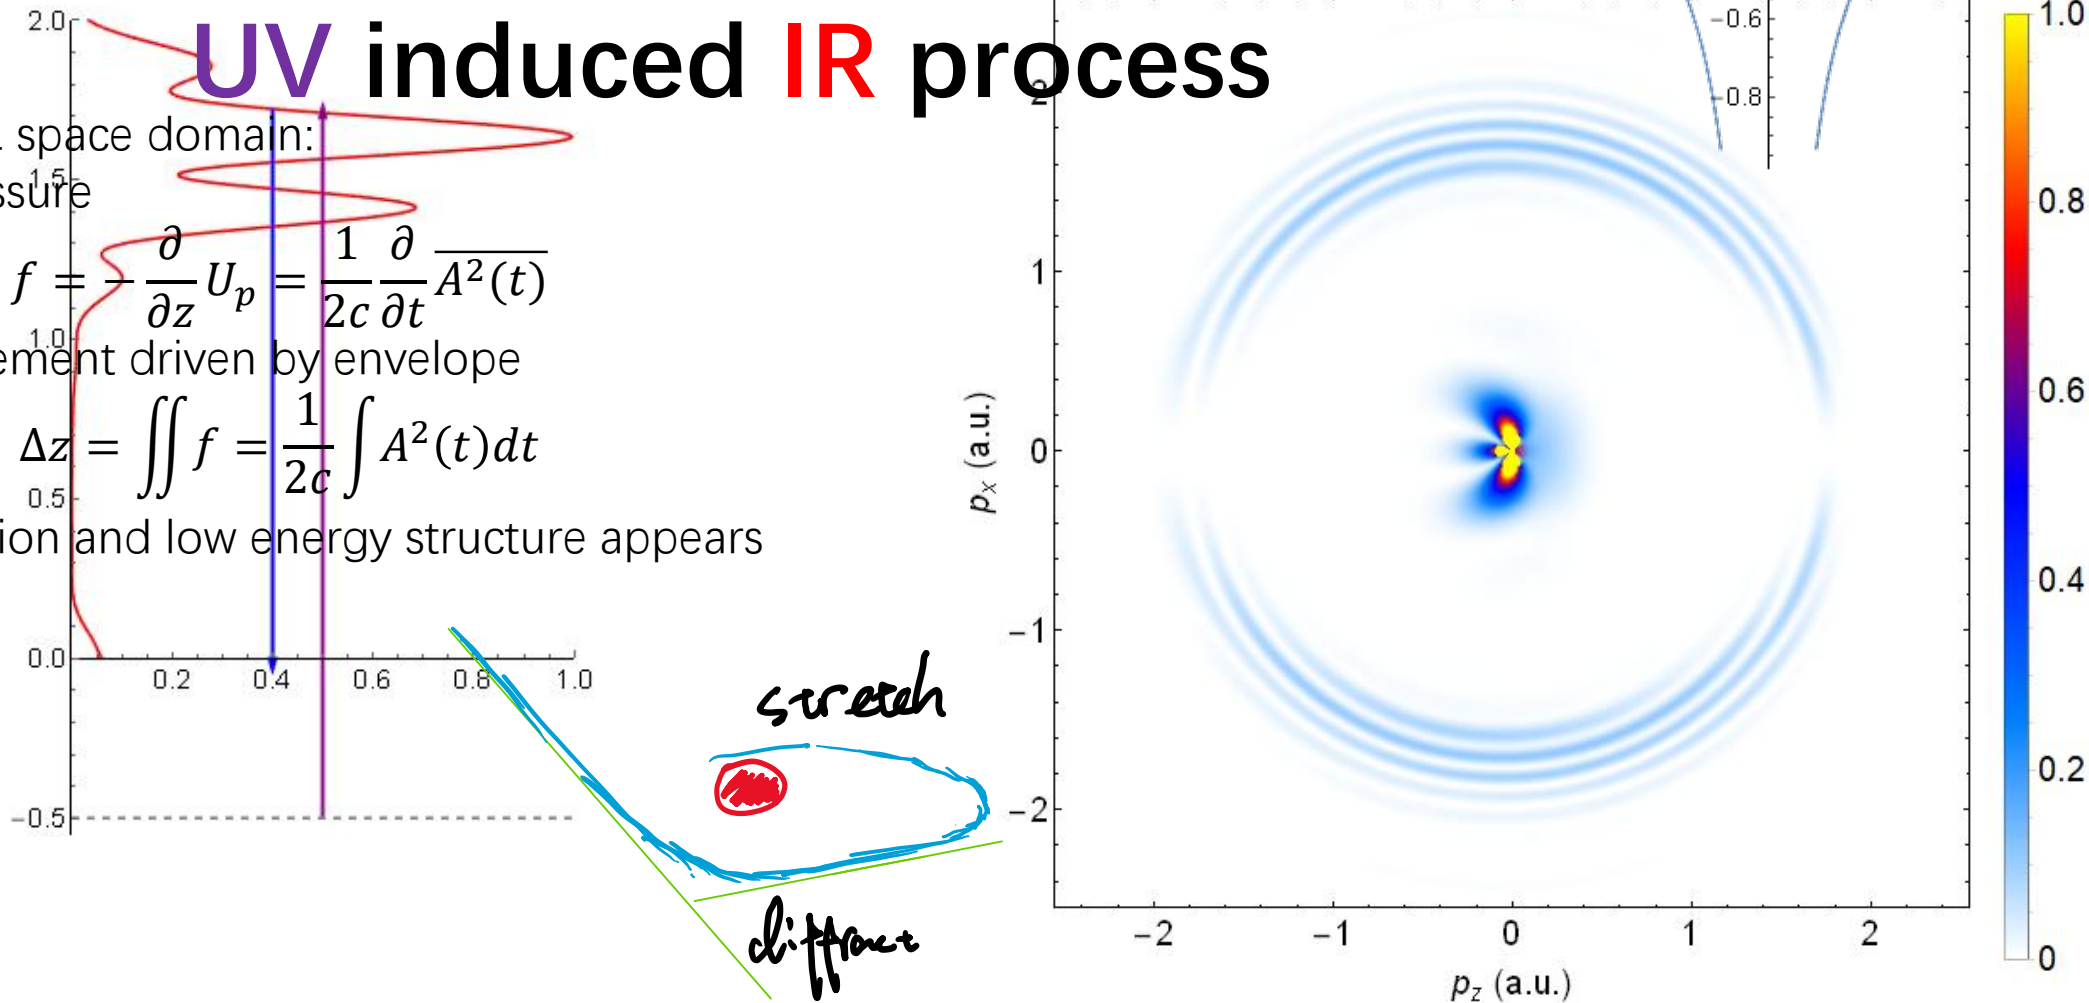 UV induced IR process
space domain:
ssure
f = −∂/∂z U_p = 1/2c ∂/∂t \overline{A²(t)}
ement driven by envelope
Δz = ∬ f = 1/2c ∫ A²(t)dt
ion and low energy structure appears
2.0
1.5
1.0
0.5
0.0
−0.5
0.2 0.4 0.6 0.8 1.0
stretch
diffract
2
1
0
−1
−2
p_x (a.u.)
−2 −1 0 1 2
p_z (a.u.)
−0.6
−0.8
1.0
0.8
0.6
0.4
0.2
0